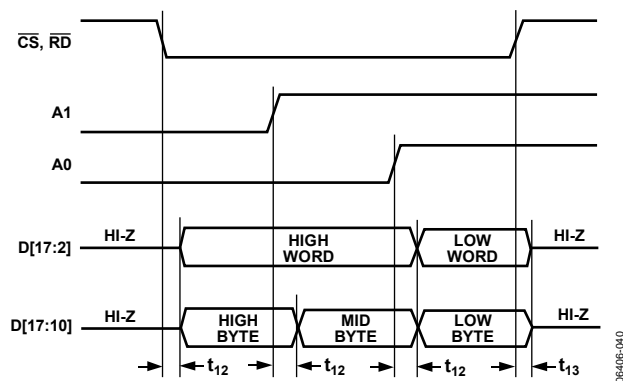 CS, RD
A1
A0
D[17:2]
HI-Z
HIGH
WORD
LOW
WORD
HI-Z
D[17:10]
HI-Z
HIGH
BYTE
MID
BYTE
LOW
BYTE
HI-Z
t12
t12
t12
t13
06406-040